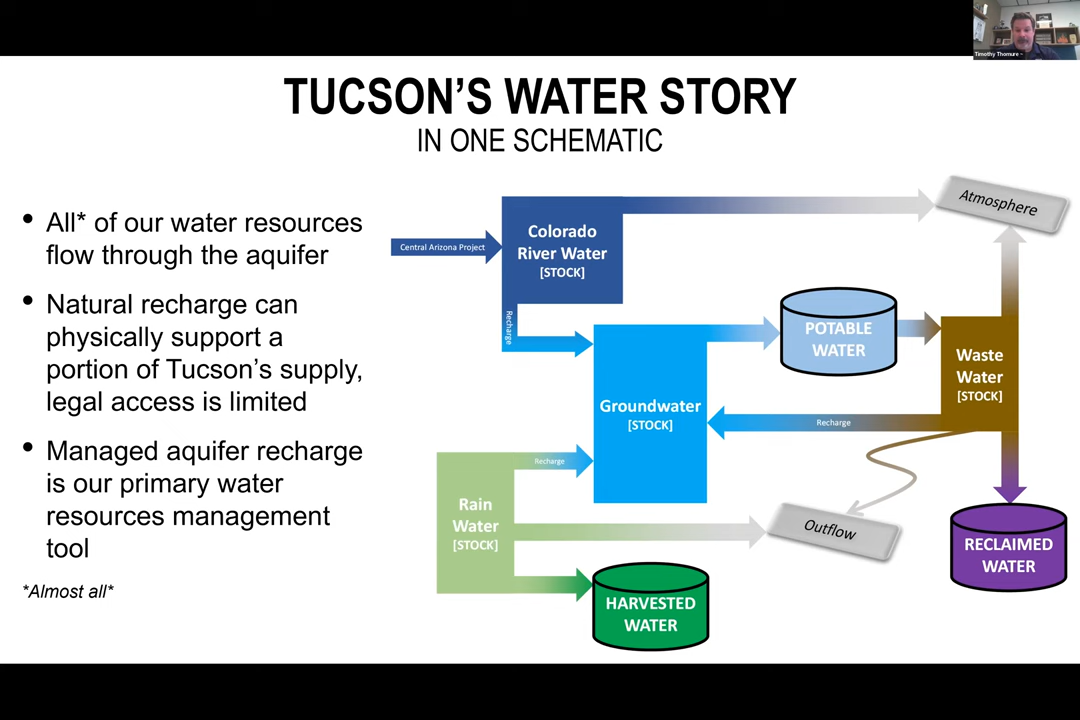 Timothy Thomure
TUCSON'S WATER STORY
IN ONE SCHEMATIC
• All* of our water resources
flow through the aquifer
• Natural recharge can
physically support a
portion of Tucson's supply,
legal access is limited
• Managed aquifer recharge
is our primary water
resources management
tool
*Almost all*
Central Arizona Project
Colorado
River Water
[STOCK]
Atmosphere
Recharge
Groundwater
[STOCK]
POTABLE
WATER
Waste
Water
[STOCK]
Recharge
Recharge
Rain
Water
[STOCK]
Outflow
HARVESTED
WATER
RECLAIMED
WATER